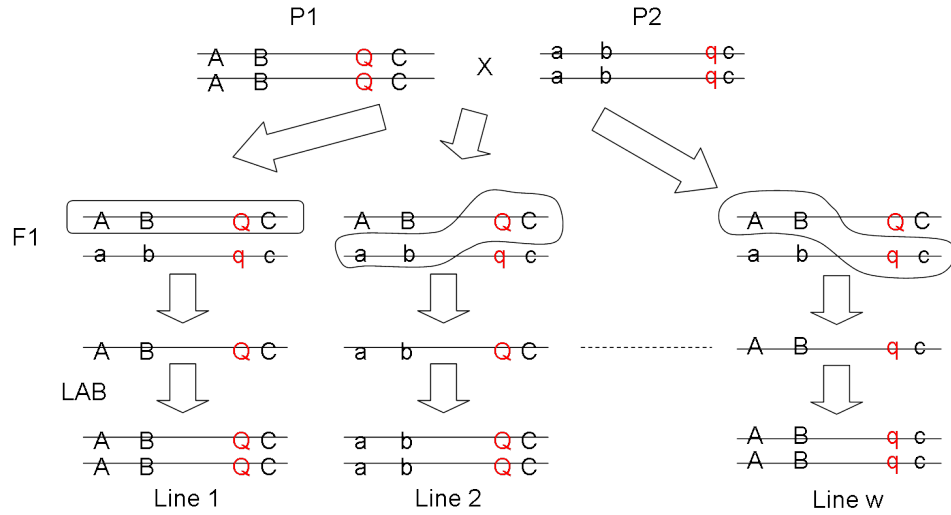 P1 P2
A B Q C a b q c
X
A B Q C a b q c
A B Q C A B Q C A B Q C
F1
a b q c a b q c a b q c
A B Q C a b Q C A B q c
LAB
A B Q C a b Q C A B q c
A B Q C a b Q C A B q c
Line 1 Line 2 Line w